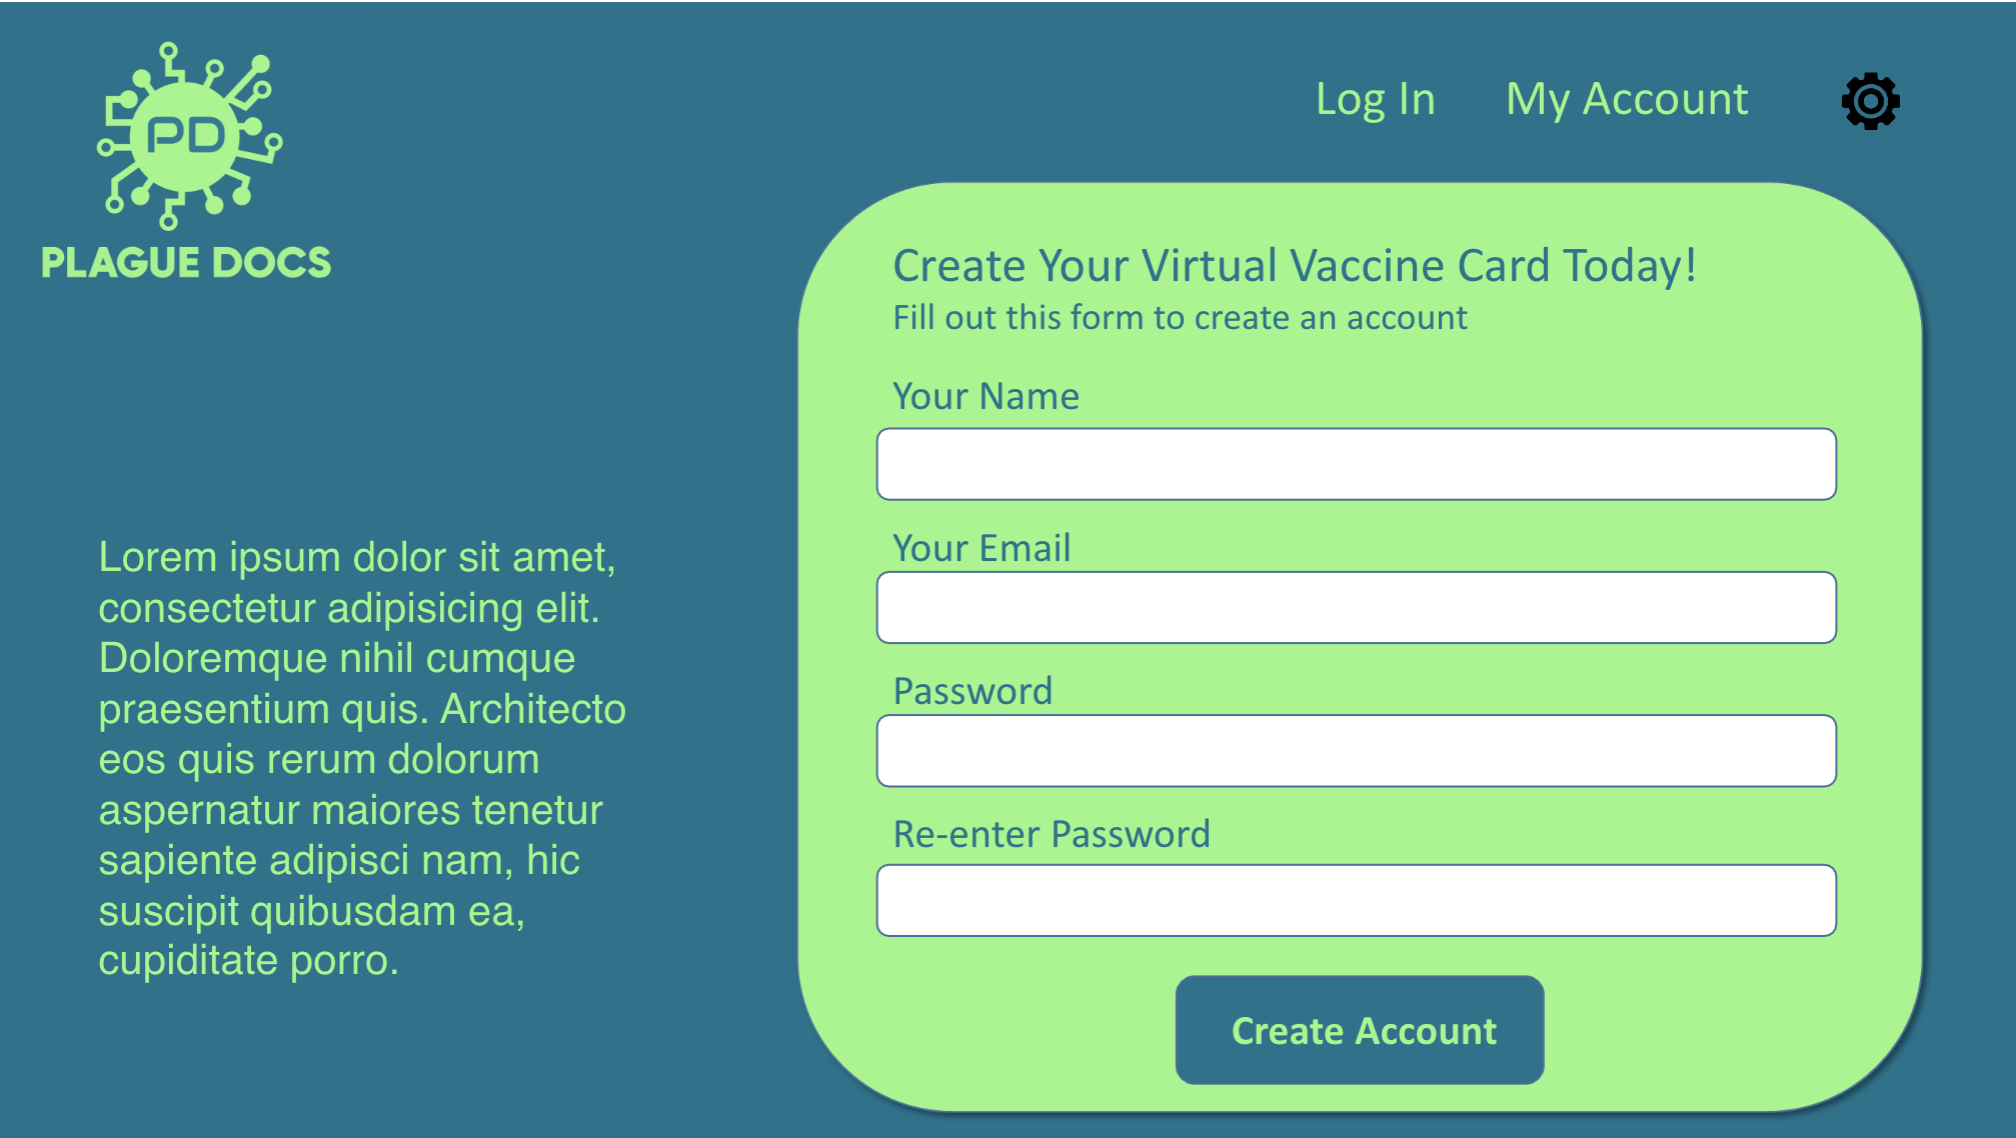 PD
PLAGUE DOCS
Log In
My Account
Create Your Virtual Vaccine Card Today!
Fill out this form to create an account
Your Name
Your Email
Password
Re-enter Password
Create Account
Lorem ipsum dolor sit amet,
consectetur adipisicing elit.
Doloremque nihil cumque
praesentium quis. Architecto
eos quis rerum dolorum
aspernatur maiores tenetur
sapiente adipisci nam, hic
suscipit quibusdam ea,
cupiditate porro.